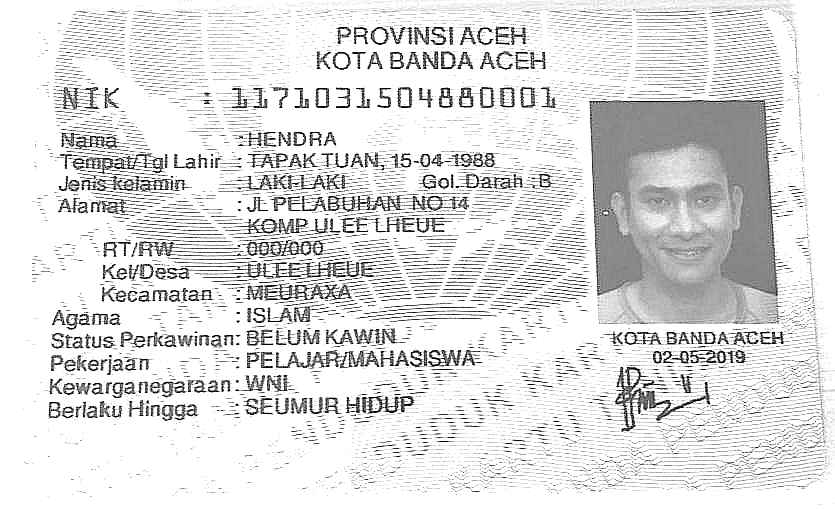 PROVINSI ACEH
KOTA BANDA ACEH
NIK : 1171031504880001
Nama : HENDRA
Tempat/Tgl Lahir : TAPAK TUAN, 15-04-1988
Jenis kelamin : LAKI-LAKI Gol. Darah : B
Alamat : JL PELABUHAN NO 14
KOMP ULEE LHEUE
RT/RW : 000/000
Kel/Desa : ULEE LHEUE
Kecamatan : MEURAXA
Agama : ISLAM
Status Perkawinan: BELUM KAWIN
Pekerjaan : PELAJAR/MAHASISWA
Kewarganegaraan: WNI
Berlaku Hingga : SEUMUR HIDUP
KOTA BANDA ACEH
02-05-2019